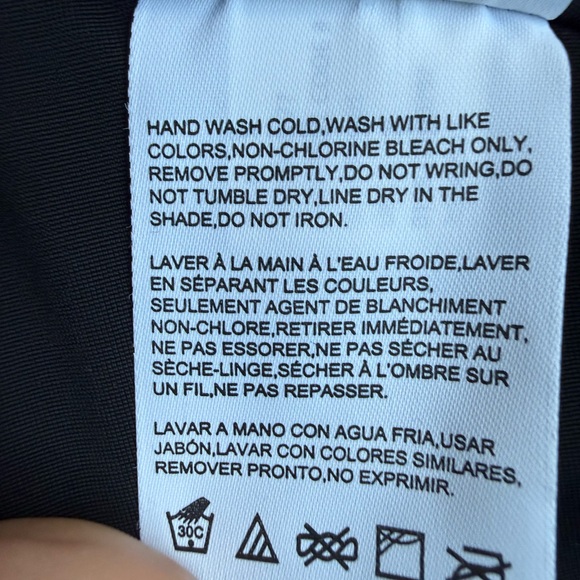 HAND WASH COLD,WASH WITH LIKE
COLORS,NON-CHLORINE BLEACH ONLY,
REMOVE PROMPTLY,DO NOT WRING,DO
NOT TUMBLE DRY,LINE DRY IN THE
SHADE,DO NOT IRON.
LAVER À LA MAIN À L'EAU FROIDE,LAVER
EN SÉPARANT LES COULEURS,
SEULEMENT AGENT DE BLANCHIMENT
NON-CHLORE,RETIRER IMMÉDIATEMENT,
NE PAS ESSORER,NE PAS SÉCHER AU
SÈCHE-LINGE,SÉCHER À L'OMBRE SUR
UN FIL,NE PAS REPASSER.
LAVAR A MANO CON AGUA FRIA,USAR
JABÓN,LAVAR CON COLORES SIMILARES,
REMOVER PRONTO,NO EXPRIMIR.
30C